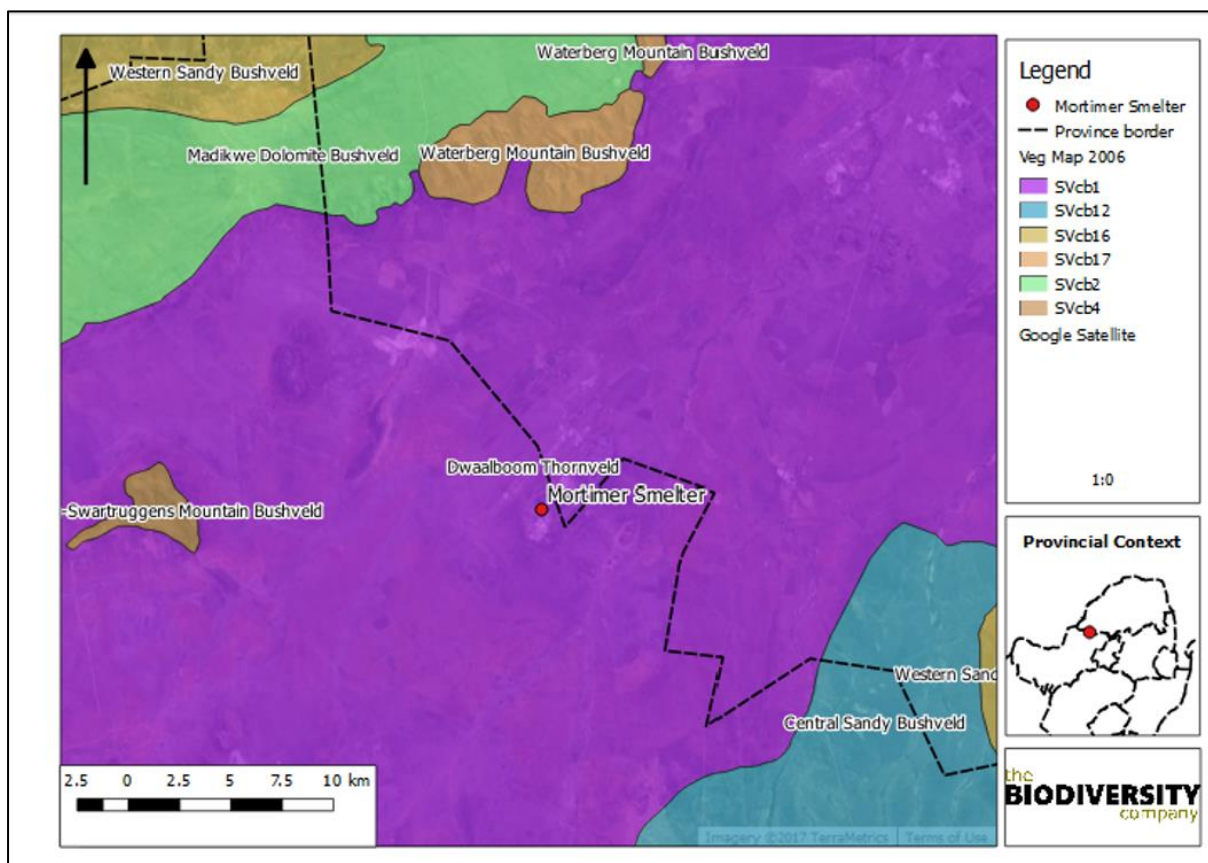 Western Sandy Bushveld
Waterberg Mountain Bushveld
Madikwe Dolomite Bushveld
Waterberg Mountain Bushveld
Dwaalboom Thornveld
Mortimer Smelter
-Swartruggens Mountain Bushveld
Western Sand
Central Sandy Bushveld
2.5 0 2.5 5 7.5 10 km
Imagery ©2017 TerraMetrics Terms of Use
Legend
Mortimer Smelter
Province border
Veg Map 2006
SVcb1
SVcb12
SVcb16
SVcb17
SVcb2
SVcb4
Google Satellite
1:0
Provincial Context
the
BIODIVERSITY
company